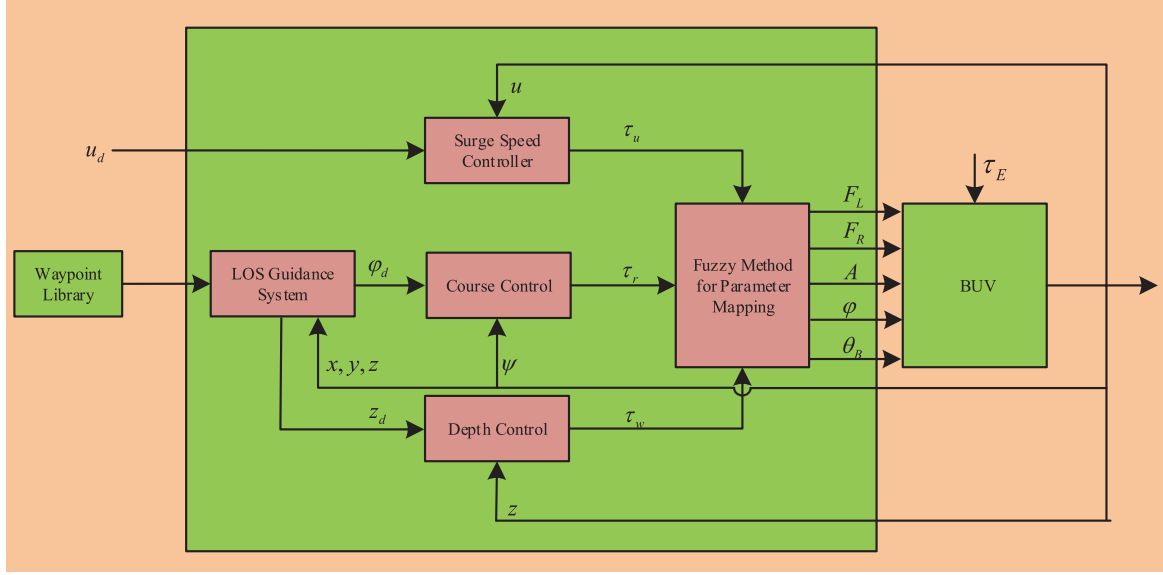 u
Surge Speed
Controller
τ_u
u_d
τ_E
F_L
F_R
Waypoint
Library
LOS Guidance
System
φ_d
Course Control
τ_r
Fuzzy Method
for Parameter
Mapping
A
φ
θ_B
BUV
x, y, z
ψ
z_d
Depth Control
τ_w
z